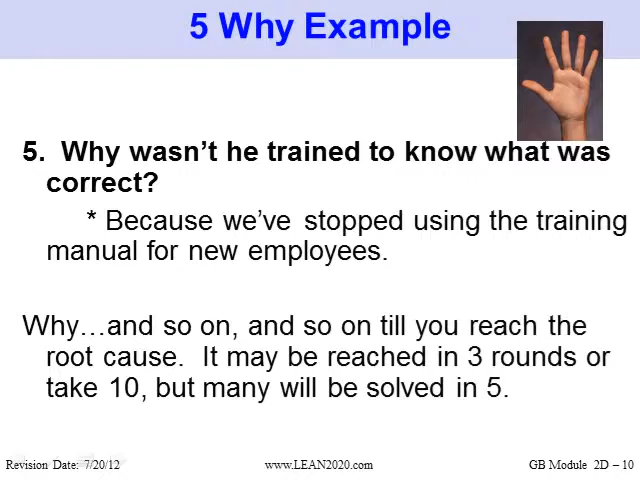 5 Why Example
5. Why wasn't he trained to know what was
correct?
* Because we've stopped using the training
manual for new employees.
Why…and so on, and so on till you reach the
root cause. It may be reached in 3 rounds or
take 10, but many will be solved in 5.
Revision Date: 7/20/12 www.LEAN2020.com GB Module 2D – 10